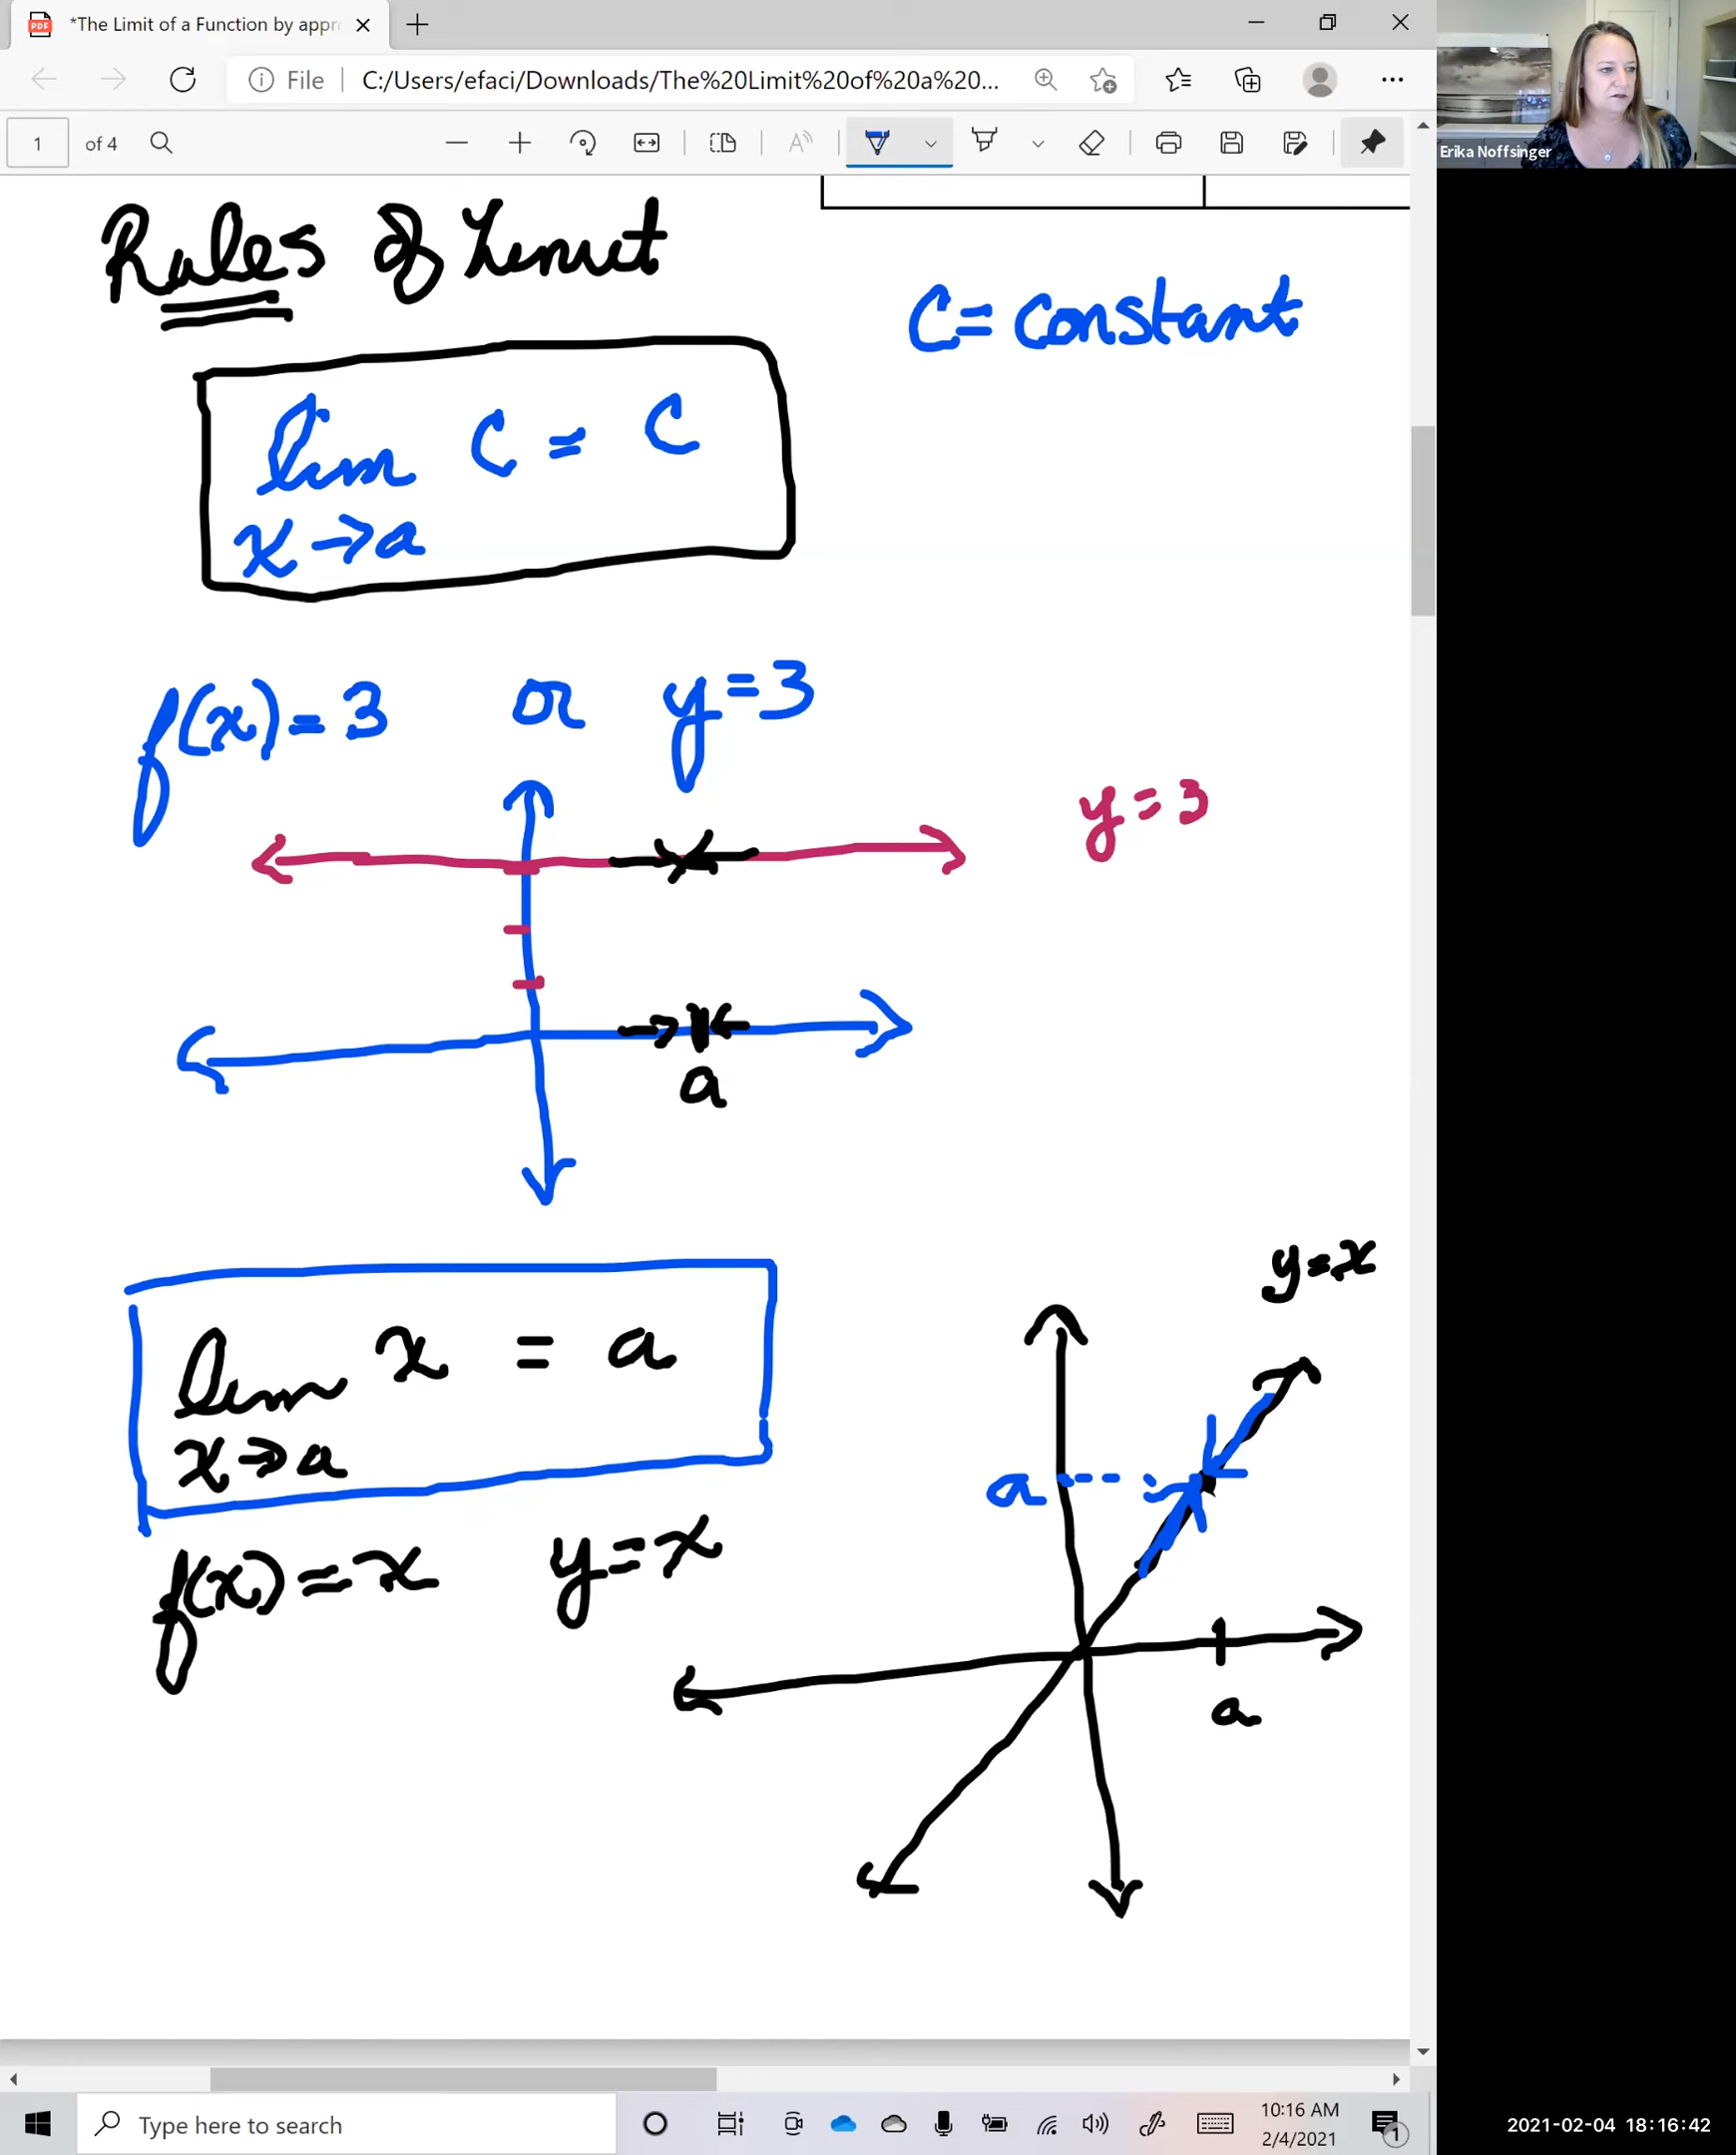 *The Limit of a Function by appr
File C:/Users/efaci/Downloads/The%20Limit%20of%20a%20...
1 of 4
Erika Noffsinger
Rules of Limit
C = constant
lim C = C
x → a
f(x) = 3 or y = 3
y = 3
a
lim x = a
x → a
f(x) = x y = x
y = x
a
a
Type here to search
10:16 AM
2/4/2021
1
2021-02-04 18:16:42